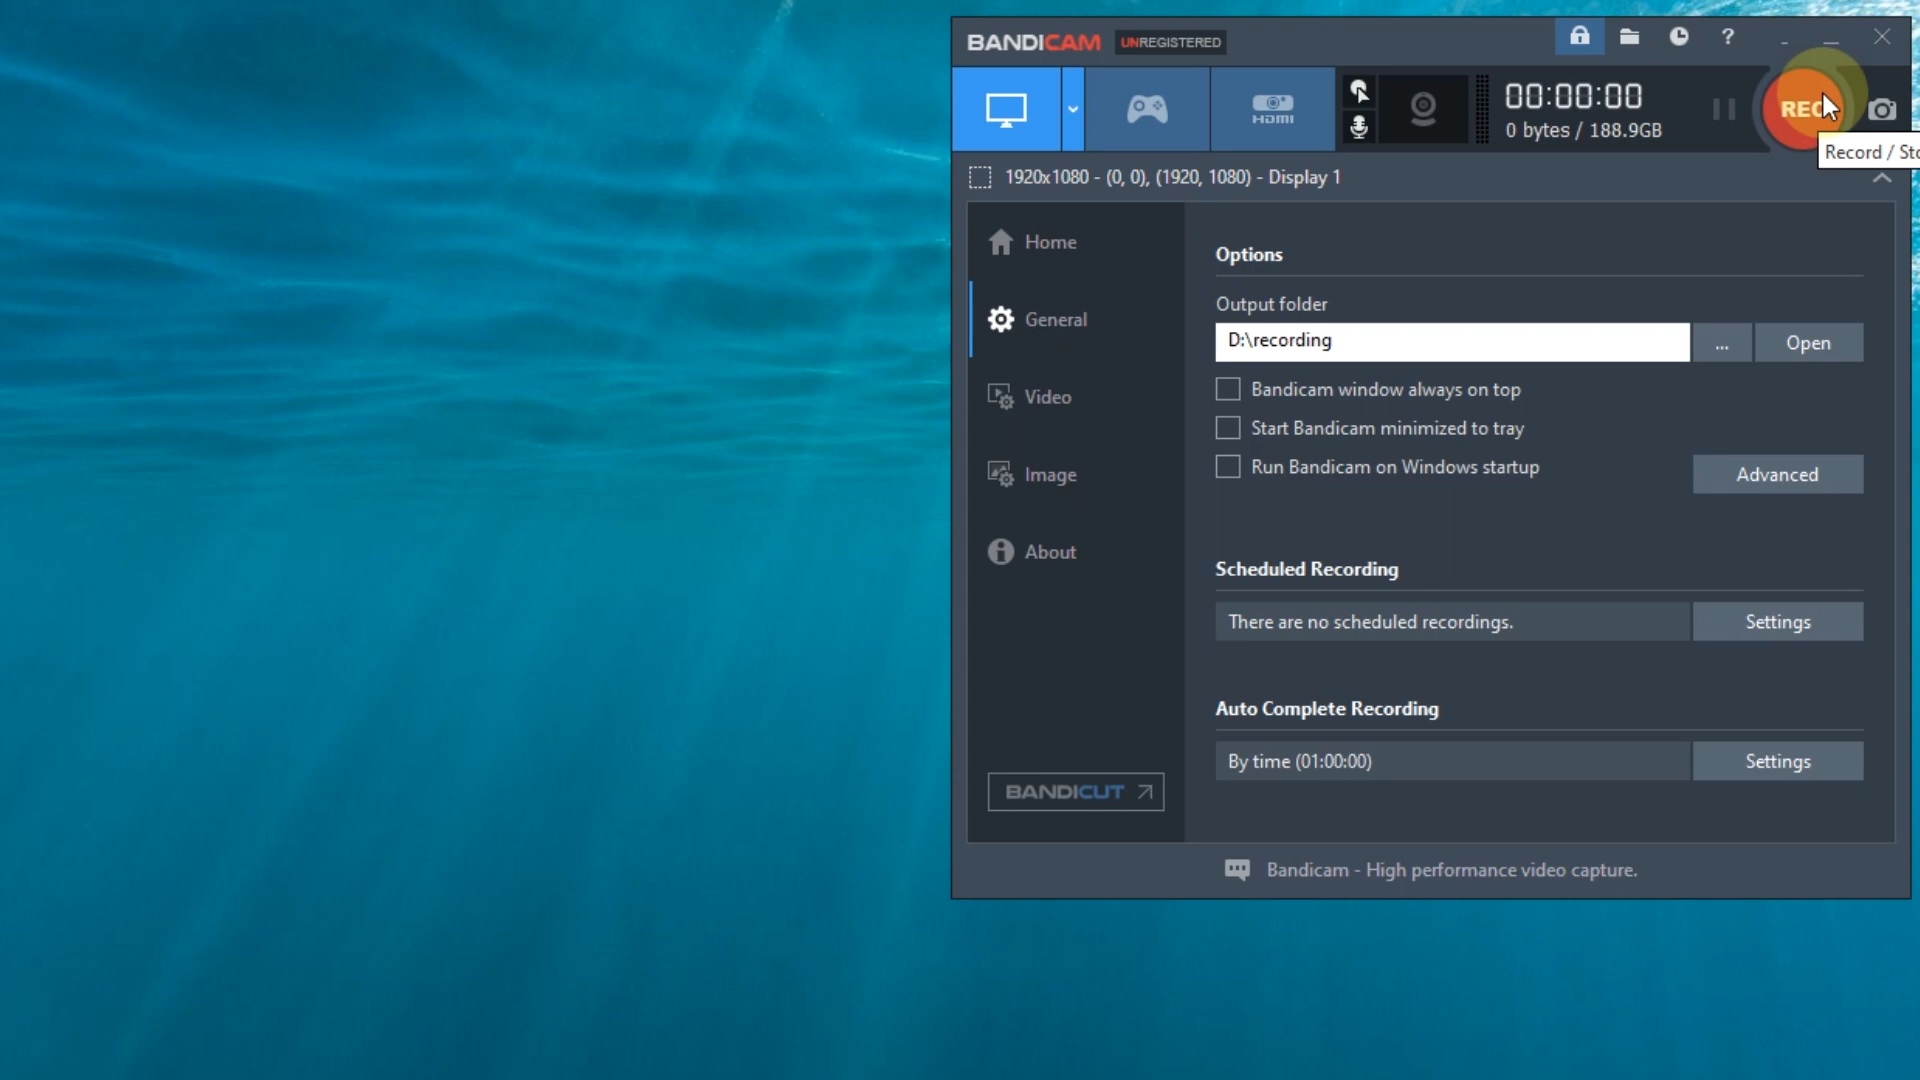 BANDICAM UNREGISTERED
?
HDMI
00:00:00
0 bytes / 188.9GB
REC
Record / Sto
1920x1080 - (0, 0), (1920, 1080) - Display 1
Home
General
Video
Image
About
BANDICUT
Options
Output folder
D:\recording
...
Open
Bandicam window always on top
Start Bandicam minimized to tray
Run Bandicam on Windows startup
Advanced
Scheduled Recording
There are no scheduled recordings.
Settings
Auto Complete Recording
By time (01:00:00)
Settings
Bandicam - High performance video capture.